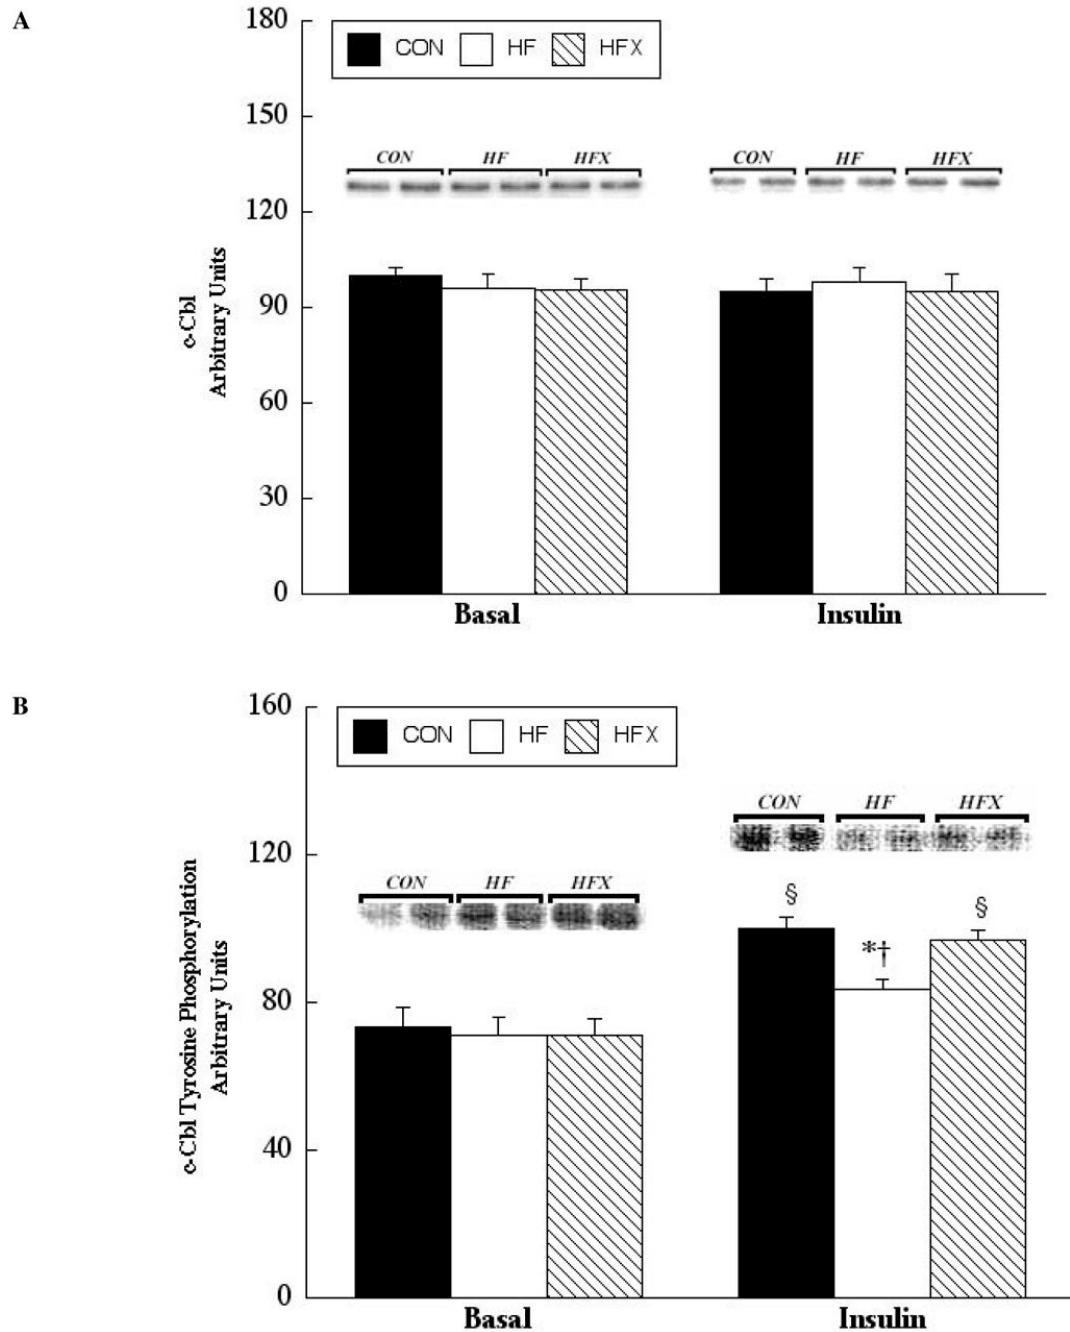 A
180
CON HF HFX
150
CON HF HFX
CON HF HFX
120
90
60
30
0
c-Cbl
Arbitrary Units
Basal
Insulin
B
160
CON HF HFX
CON HF HFX
120
CON HF HFX
§
§
*†
80
40
0
c-Cbl Tyrosine Phosphorylation
Arbitrary Units
Basal
Insulin